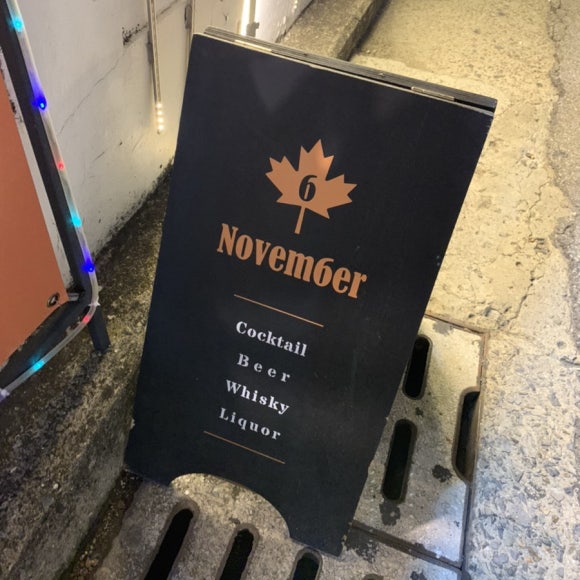 6
Novem6er
Cocktail
Beer
Whisky
Liquor